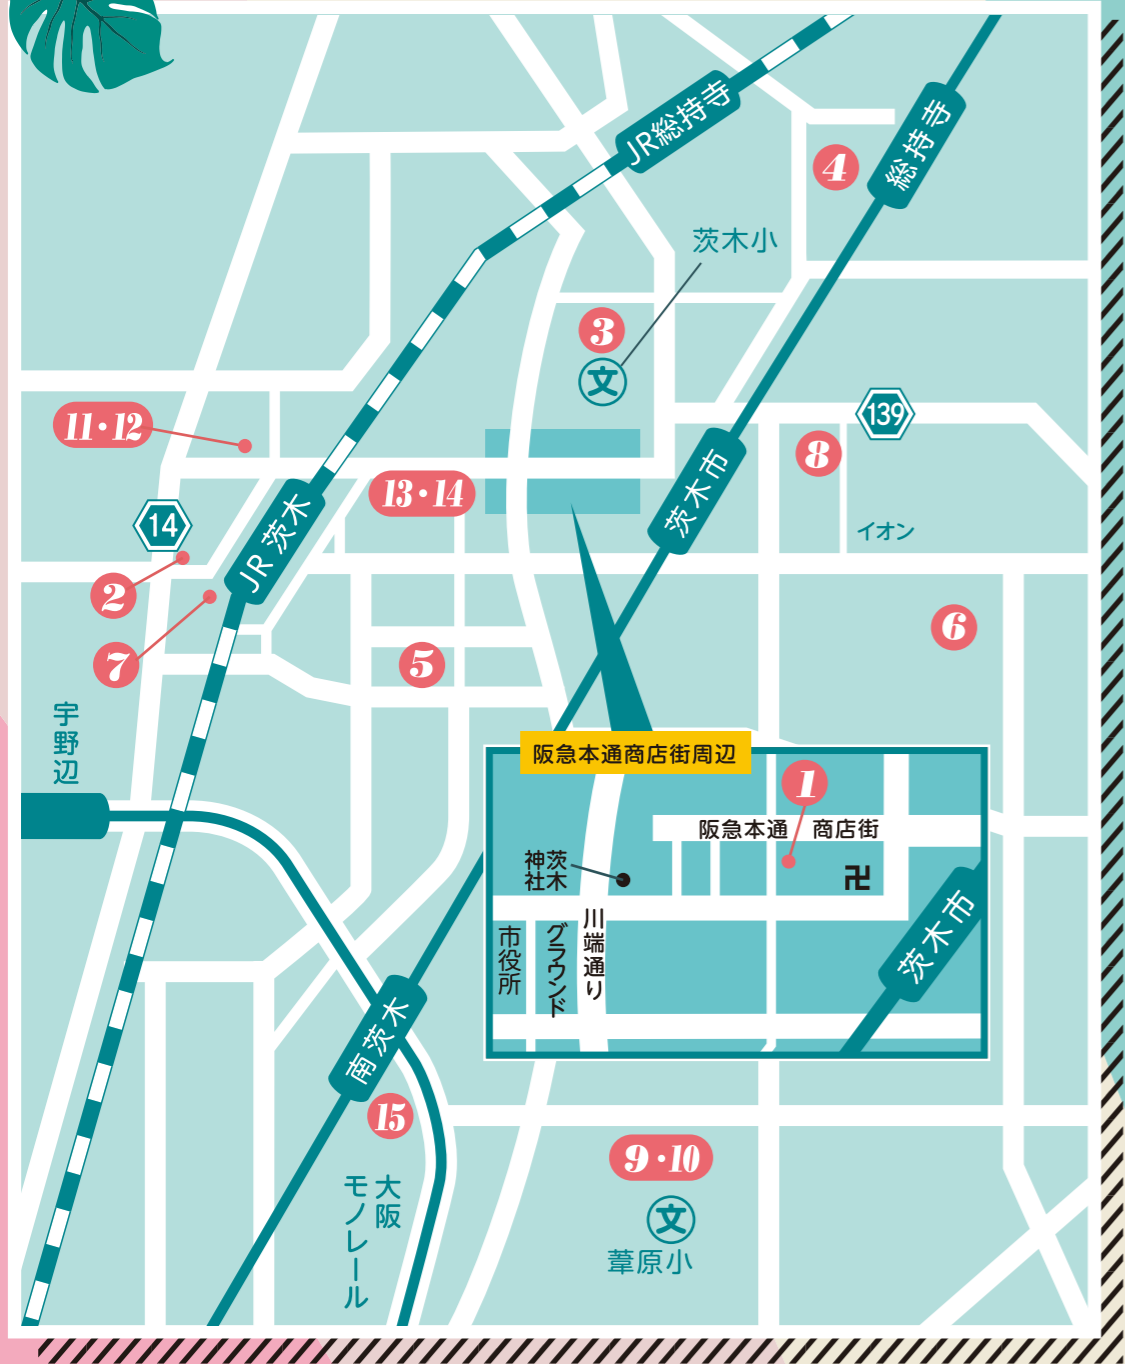 JR総持寺
総持寺
4
茨木小
3
文
11・12
139
8
茨木市
13・14
14
JR 茨木
イオン
2
6
7
5
宇野辺
阪急本通商店街周辺
1
阪急本通 商店街
茨木
神社
卍
茨木市
川端通り
グラウンド
市役所
南茨木
15
9・10
大阪
モノレール
文
葦原小